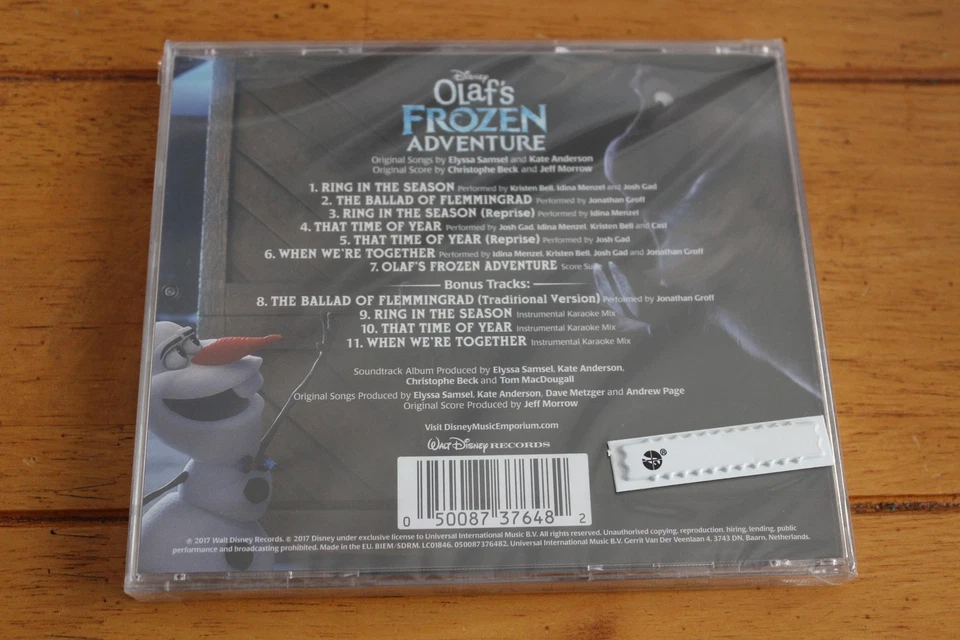 Disney
Olaf's
FROZEN
ADVENTURE
Original Songs by Elyssa Samsel and Kate Anderson
Original Score by Christophe Beck and Jeff Morrow
1. RING IN THE SEASON Performed by Kristen Bell, Idina Menzel and Josh Gad
2. THE BALLAD OF FLEMMINGRAD Performed by Jonathan Groff
3. RING IN THE SEASON (Reprise) Performed by Idina Menzel
4. THAT TIME OF YEAR Performed by Josh Gad, Idina Menzel, Kristen Bell and Cast
5. THAT TIME OF YEAR (Reprise) Performed by Josh Gad
6. WHEN WE'RE TOGETHER Performed by Idina Menzel, Kristen Bell, Josh Gad and Jonathan Groff
7. OLAF'S FROZEN ADVENTURE Score Suite
Bonus Tracks:
8. THE BALLAD OF FLEMMINGRAD (Traditional Version) Performed by Jonathan Groff
9. RING IN THE SEASON Instrumental Karaoke Mix
10. THAT TIME OF YEAR Instrumental Karaoke Mix
11. WHEN WE'RE TOGETHER Instrumental Karaoke Mix
Soundtrack Album Produced by Elyssa Samsel, Kate Anderson,
Christophe Beck and Tom MacDougall
Original Songs Produced by Elyssa Samsel, Kate Anderson, Dave Metzger and Andrew Page
Original Score Produced by Jeff Morrow
Visit DisneyMusicEmporium.com
Walt Disney RECORDS
0 50087 37648 2
℗ 2017 Walt Disney Records. © 2017 Disney under exclusive license to Universal International Music B.V. All rights reserved. Unauthorised copying, reproduction, hiring, lending, public
performance and broadcasting prohibited. Made in the EU. BIEM/SDRM. LC01846. 050087376482. Universal International Music B.V. Gerrit Van Der Veenlaan 4. 3743 DN. Baarn, Netherlands.